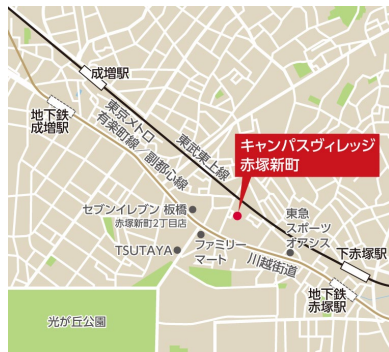 成増駅
地下鉄
成増駅
東京メトロ
有楽町線
副都心線
東武東上線
キャンパスヴィレッジ
赤塚新町
セブンイレブン 板橋
赤塚新町2丁目店
TSUTAYA
ファミリー
マート
東急
スポーツ
オアシス
川越街道
下赤塚駅
地下鉄
赤塚駅
光が丘公園